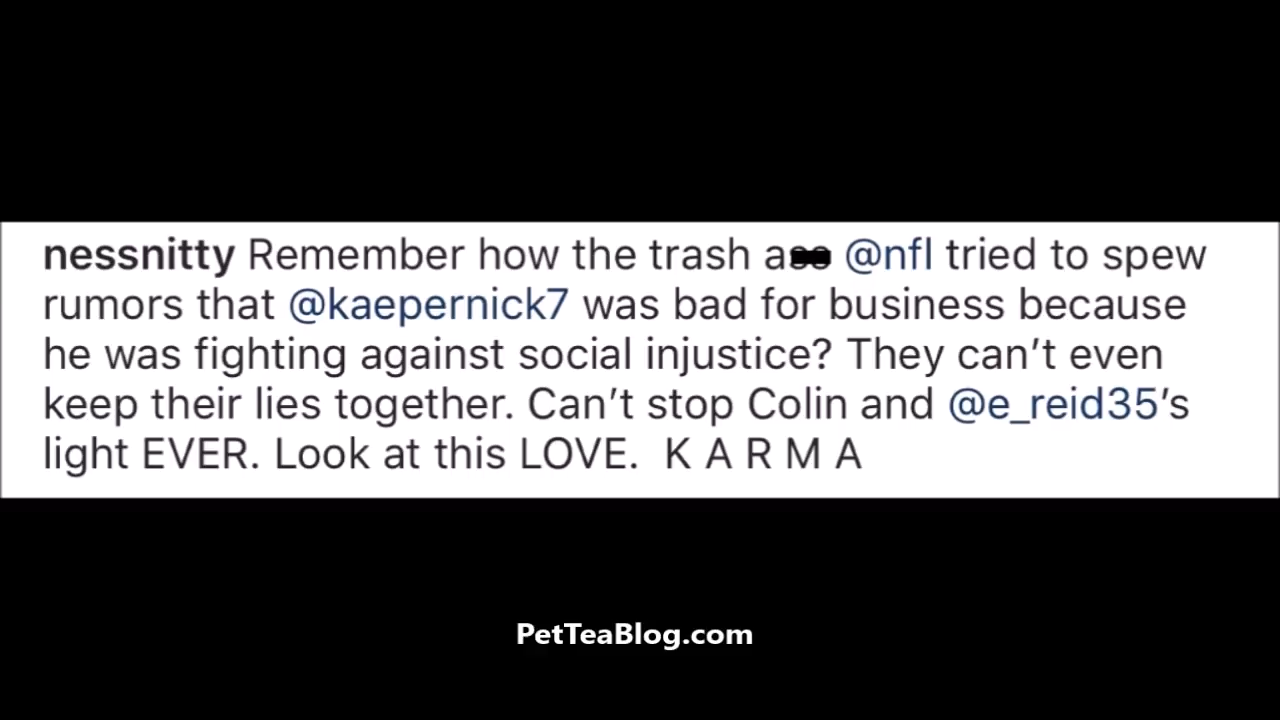 nessnitty Remember how the trash a @nfl tried to spew
rumors that @kaepernick7 was bad for business because
he was fighting against social injustice? They can't even
keep their lies together. Can't stop Colin and @e_reid35's
light EVER. Look at this LOVE.  K A R M A
PetTeaBlog.com